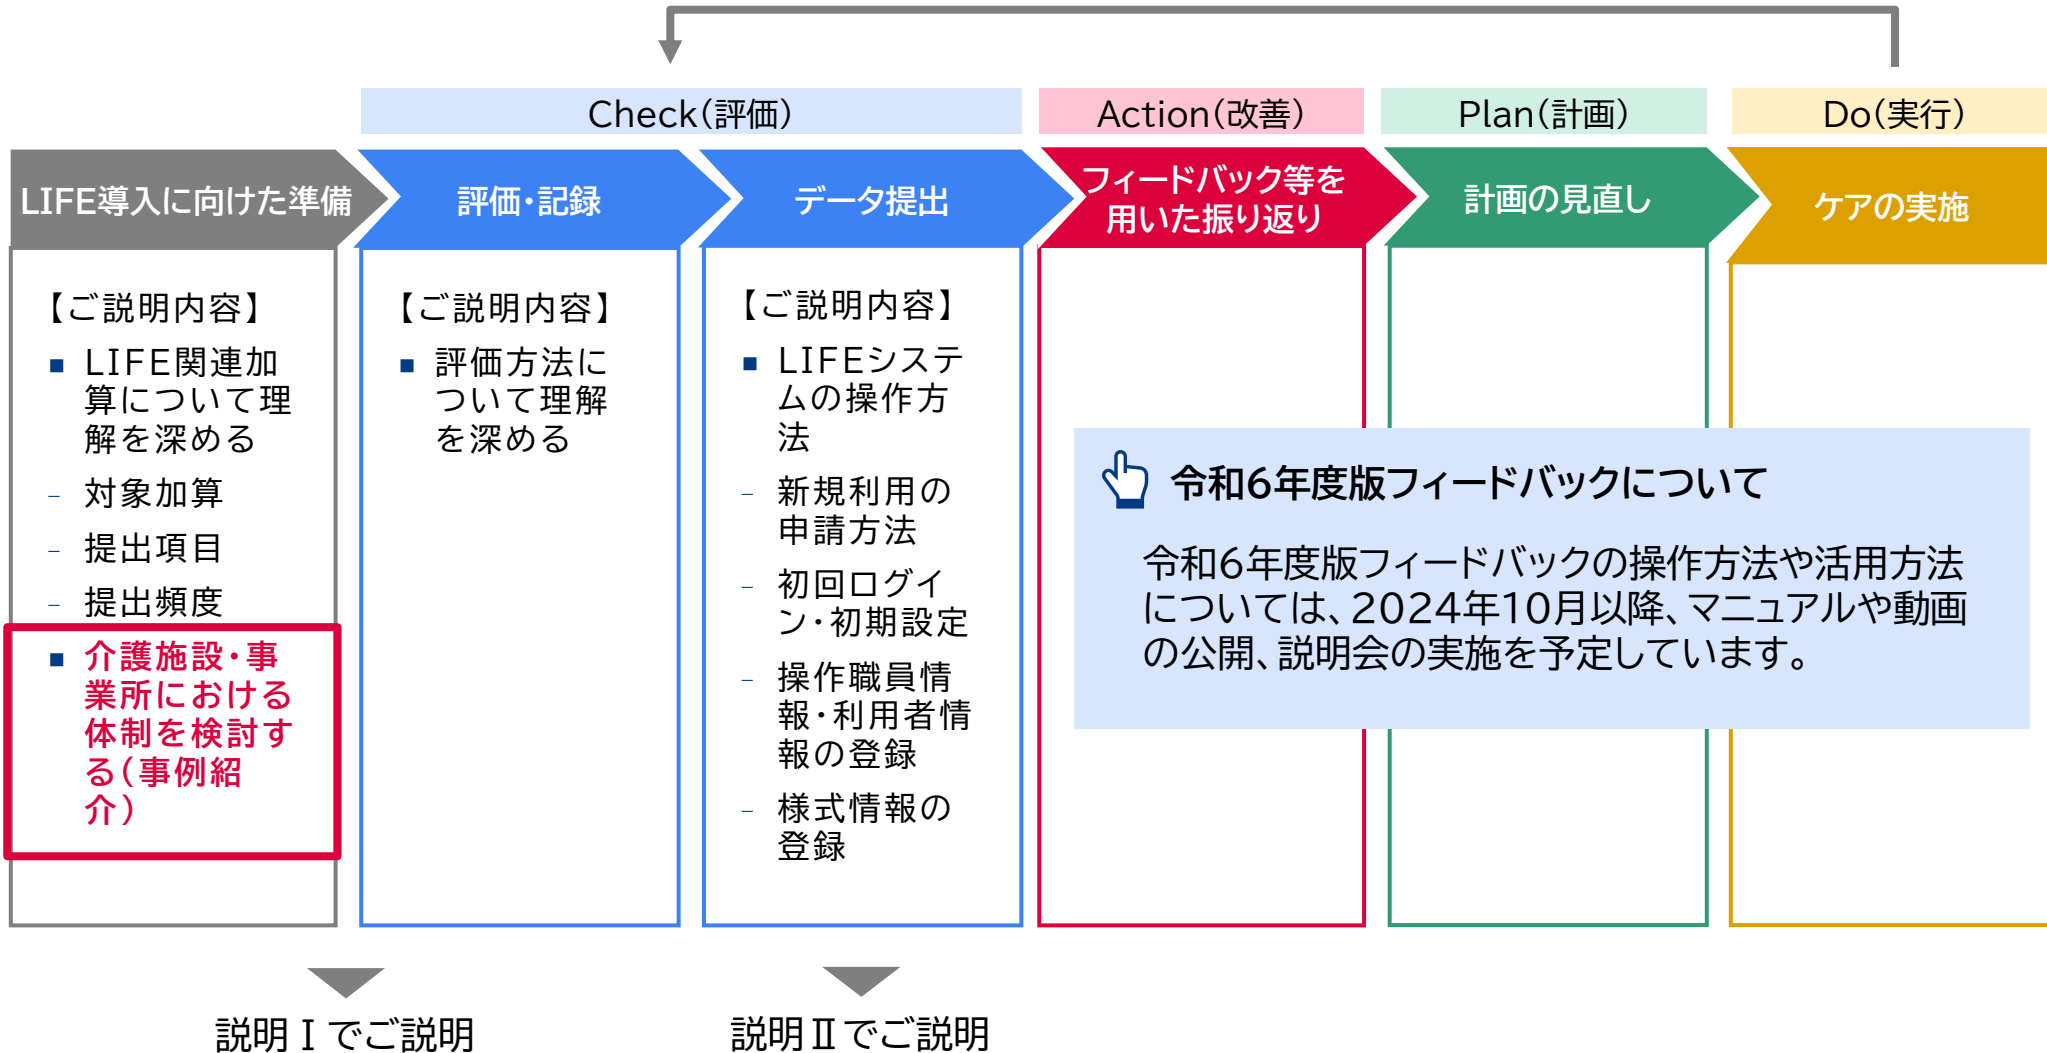 Check(評価)
Action(改善)
Plan(計画)
Do(実行)
LIFE導入に向けた準備
評価・記録
データ提出
フィードバック等を
用いた振り返り
計画の見直し
ケアの実施
【ご説明内容】
■ LIFE関連加
算について理
解を深める
– 対象加算
– 提出項目
– 提出頻度
■ 介護施設・事
業所における
体制を検討す
る(事例紹
介)
【ご説明内容】
■ 評価方法に
ついて理解
を深める
【ご説明内容】
■ LIFEシステ
ムの操作方
法
– 新規利用の
申請方法
– 初回ログイ
ン・初期設定
– 操作職員情
報・利用者情
報の登録
– 様式情報の
登録
令和6年度版フィードバックについて
令和6年度版フィードバックの操作方法や活用方法
については、2024年10月以降、マニュアルや動画
の公開、説明会の実施を予定しています。
説明Ⅰでご説明
説明Ⅱでご説明